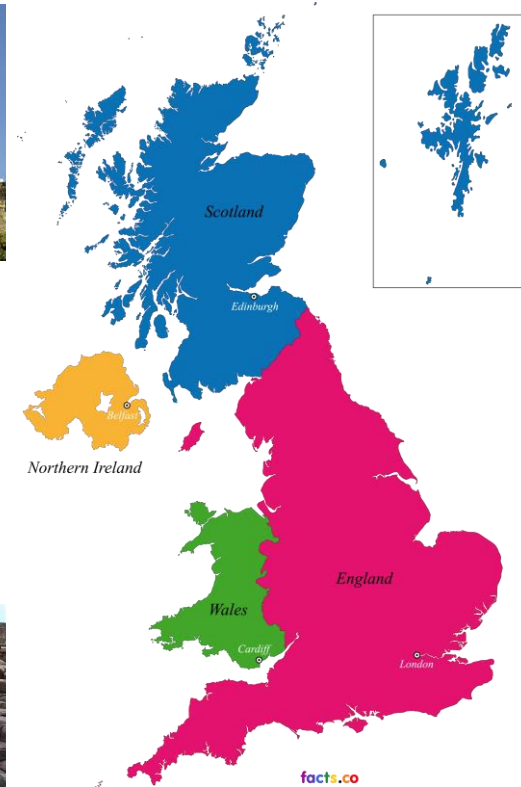 Scotland
Edinburgh
Belfast
Northern Ireland
England
Wales
Cardiff
London
facts.co